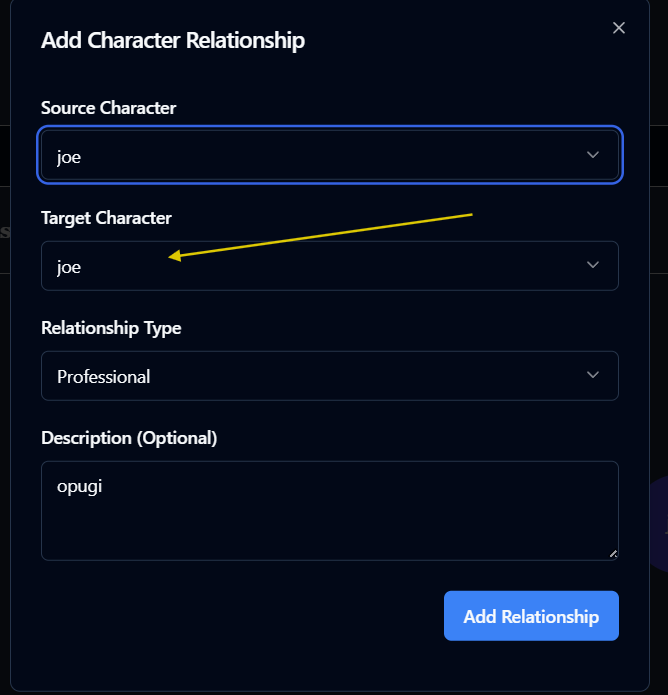 Add Character Relationship
Source Character
joe
Target Character
joe
Relationship Type
Professional
Description (Optional)
opugi
Add Relationship